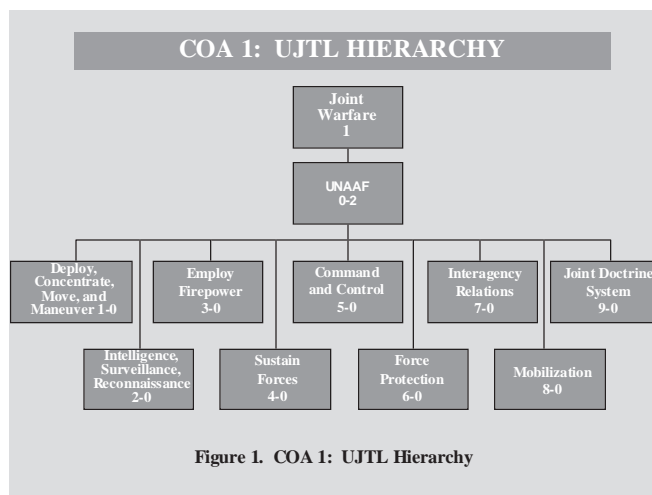 COA 1: UJTL HIERARCHY
Joint
Warfare
1
UNAAF
0-2
Deploy,
Concentrate,
Move, and
Maneuver 1-0
Employ
Firepower
3-0
Command
and Control
5-0
Interagency
Relations
7-0
Joint Doctrine
System
9-0
Intelligence,
Surveillance,
Reconnaissance
2-0
Sustain
Forces
4-0
Force
Protection
6-0
Mobilization
8-0
Figure 1. COA 1: UJTL Hierarchy